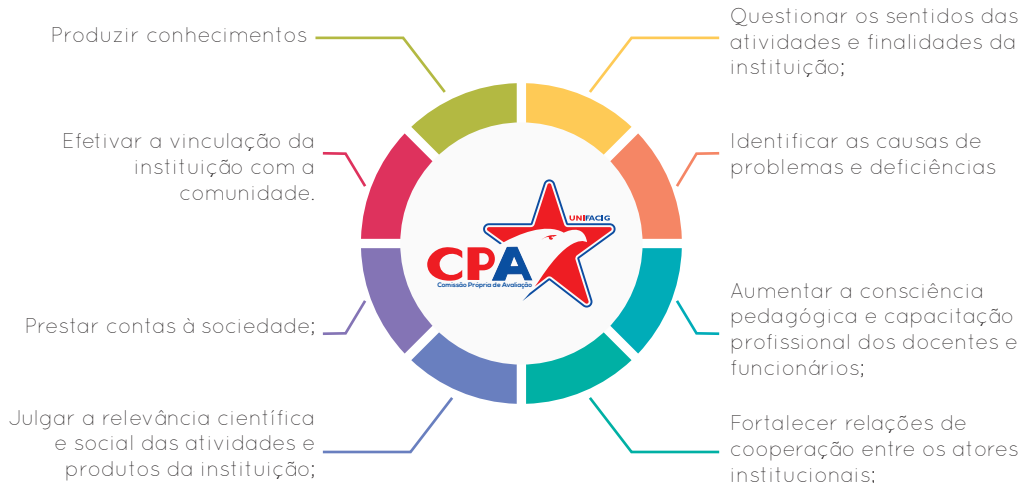 Produzir conhecimentos
Questionar os sentidos das
atividades e finalidades da
instituição;
Identificar as causas de
problemas e deficiências
Aumentar a consciência
pedagógica e capacitação
profissional dos docentes e
funcionários;
Fortalecer relações de
cooperação entre os atores
institucionais;
Julgar a relevância científica
e social das atividades e
produtos da instituição;
Prestar contas à sociedade;
Efetivar a vinculação da
instituição com a
comunidade.
UNIFACIG
CPA
Comissão Própria de Avaliação